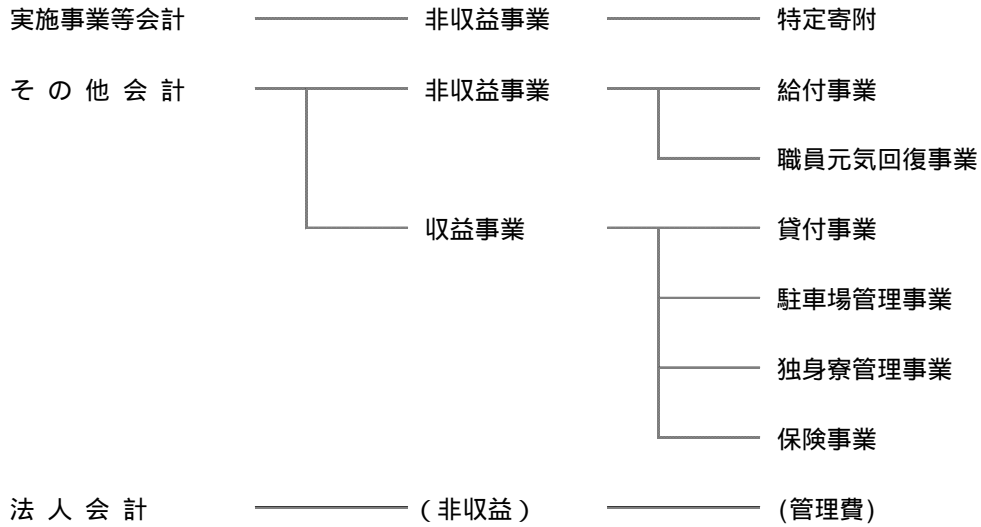 実施事業等会計 非収益事業 特定寄附
そ の 他 会 計 非収益事業 給付事業
職員元気回復事業
収益事業 貸付事業
駐車場管理事業
独身寮管理事業
保険事業
法 人 会 計 (非収益) (管理費)